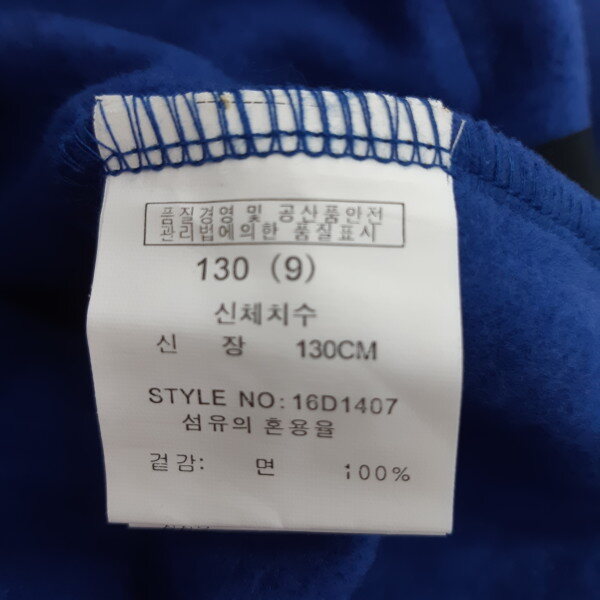 품질경영 및 공산품안전
관리법에의한 품질표시
130 (9)
신체치수
신 장 130CM
STYLE NO: 16D1407
섬유의 혼용율
겉감: 면 100%